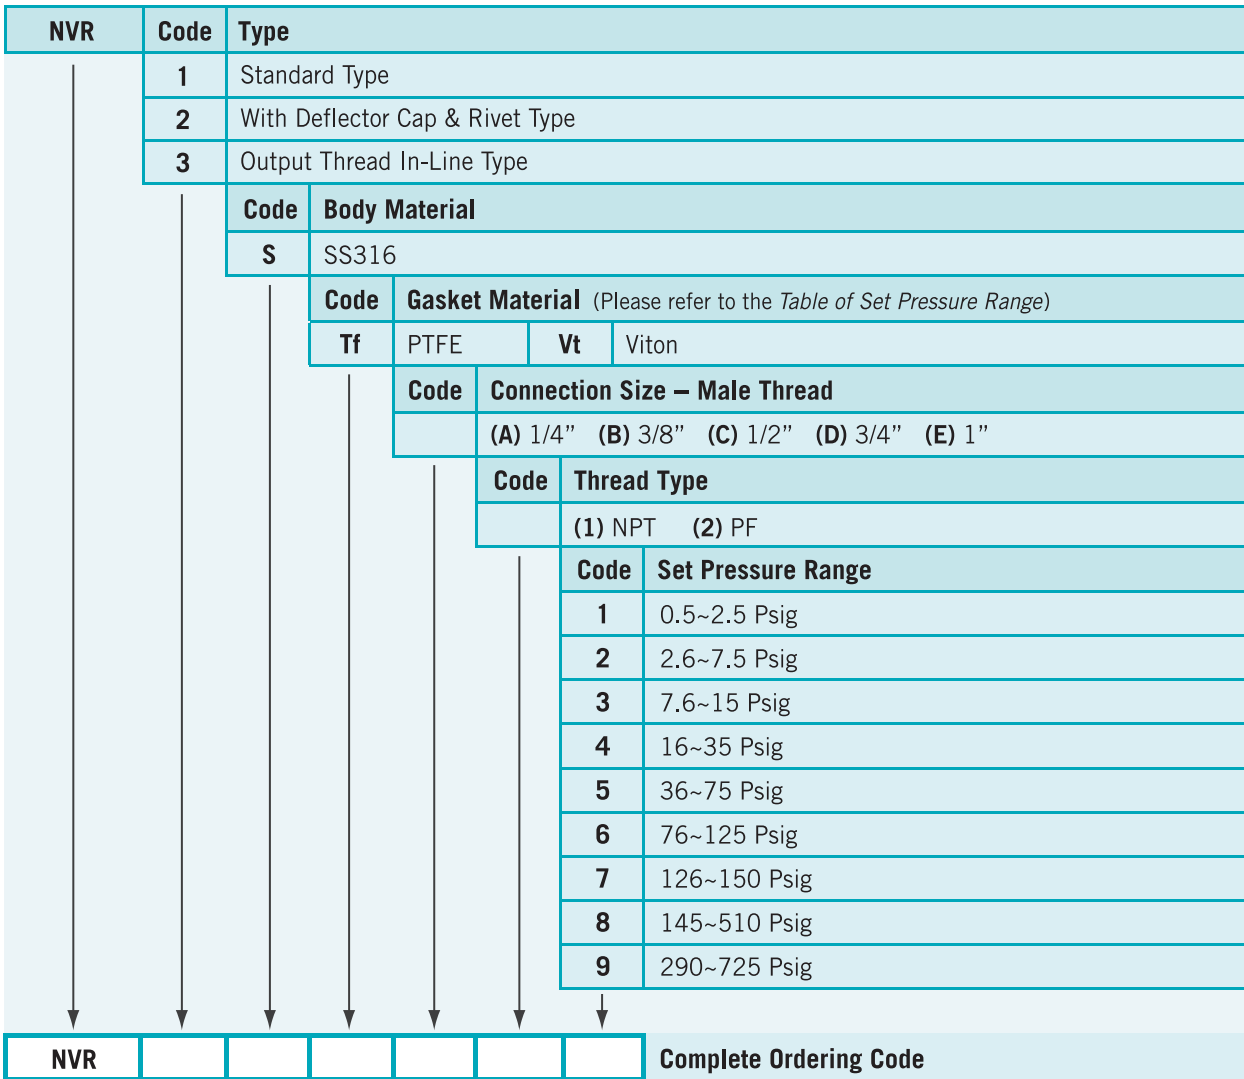 NVR Code Type
1 Standard Type
2 With Deflector Cap & Rivet Type
3 Output Thread In-Line Type
Code Body Material
S SS316
Code Gasket Material (Please refer to the Table of Set Pressure Range)
Tf PTFE Vt Viton
Code Connection Size – Male Thread
(A) 1/4” (B) 3/8” (C) 1/2” (D) 3/4” (E) 1”
Code Thread Type
(1) NPT (2) PF
Code Set Pressure Range
1 0.5~2.5 Psig
2 2.6~7.5 Psig
3 7.6~15 Psig
4 16~35 Psig
5 36~75 Psig
6 76~125 Psig
7 126~150 Psig
8 145~510 Psig
9 290~725 Psig
NVR Complete Ordering Code